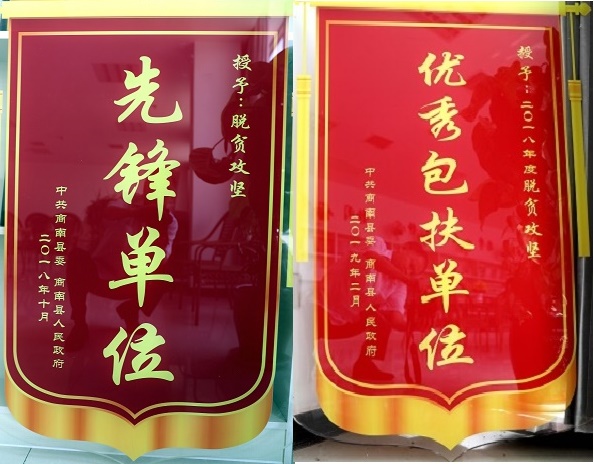 授予：脱贫攻坚
先锋单位
中共商南县委 商南县人民政府
二〇一八年十月
授予：二〇一八年度脱贫攻坚
优秀包扶单位
中共商南县委 商南县人民政府
二〇一九年二月